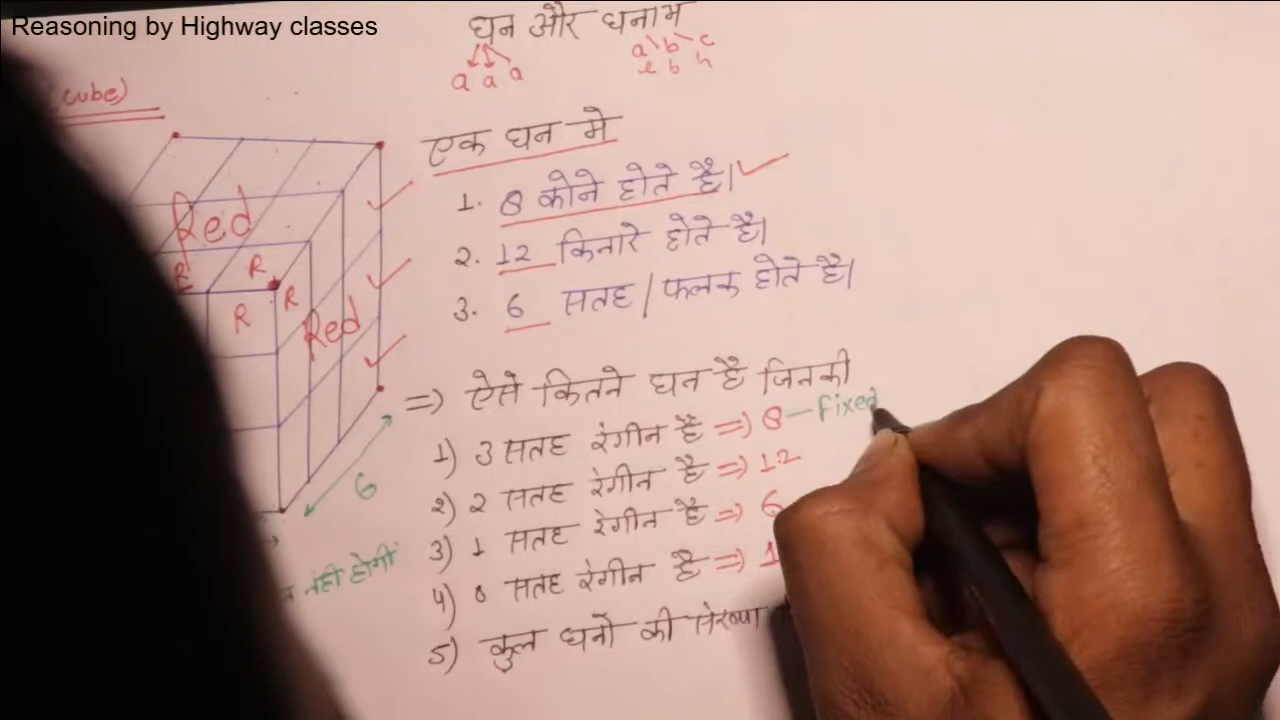 Reasoning by Highway classes
घन और घनाभ
a a a
a b c
l b h
(cube)
एक घन मे
1. 8 कोने होते है।
2. 12 किनारे होते है।
3. 6 सतह / फलक होते है।
Red
R R
R R
Red
6
नही होगी
=> ऐसे कितने घन है जिनकी
1) 3 सतह रंगीन है => 8 - fixed
2) 2 सतह रंगीन है => 12
3) 1 सतह रंगीन है => 6
4) 0 सतह रंगीन है => 1
5) कुल घनों की संख्या